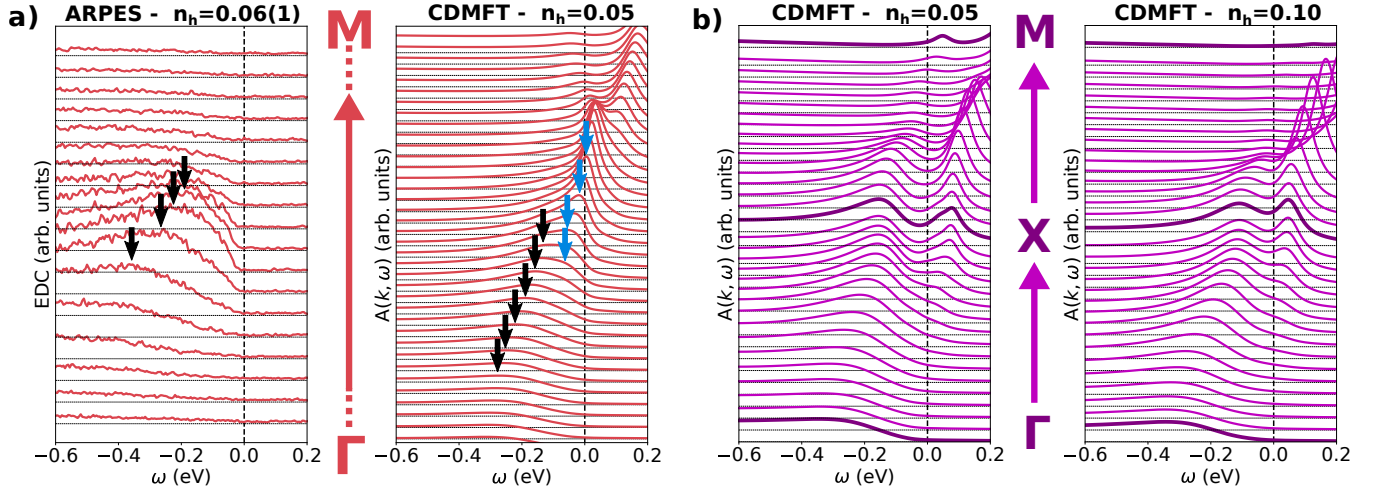 a)
ARPES - n_h=0.06(1)
EDC (arb. units)
−0.6 −0.4 −0.2 0.0 0.2
ω (eV)
M
Γ
CDMFT - n_h=0.05
A(k, ω) (arb. units)
−0.6 −0.4 −0.2 0.0 0.2
ω (eV)
b)
CDMFT - n_h=0.05
A(k, ω) (arb. units)
−0.6 −0.4 −0.2 0.0 0.2
ω (eV)
M
X
Γ
CDMFT - n_h=0.10
A(k, ω) (arb. units)
−0.6 −0.4 −0.2 0.0 0.2
ω (eV)